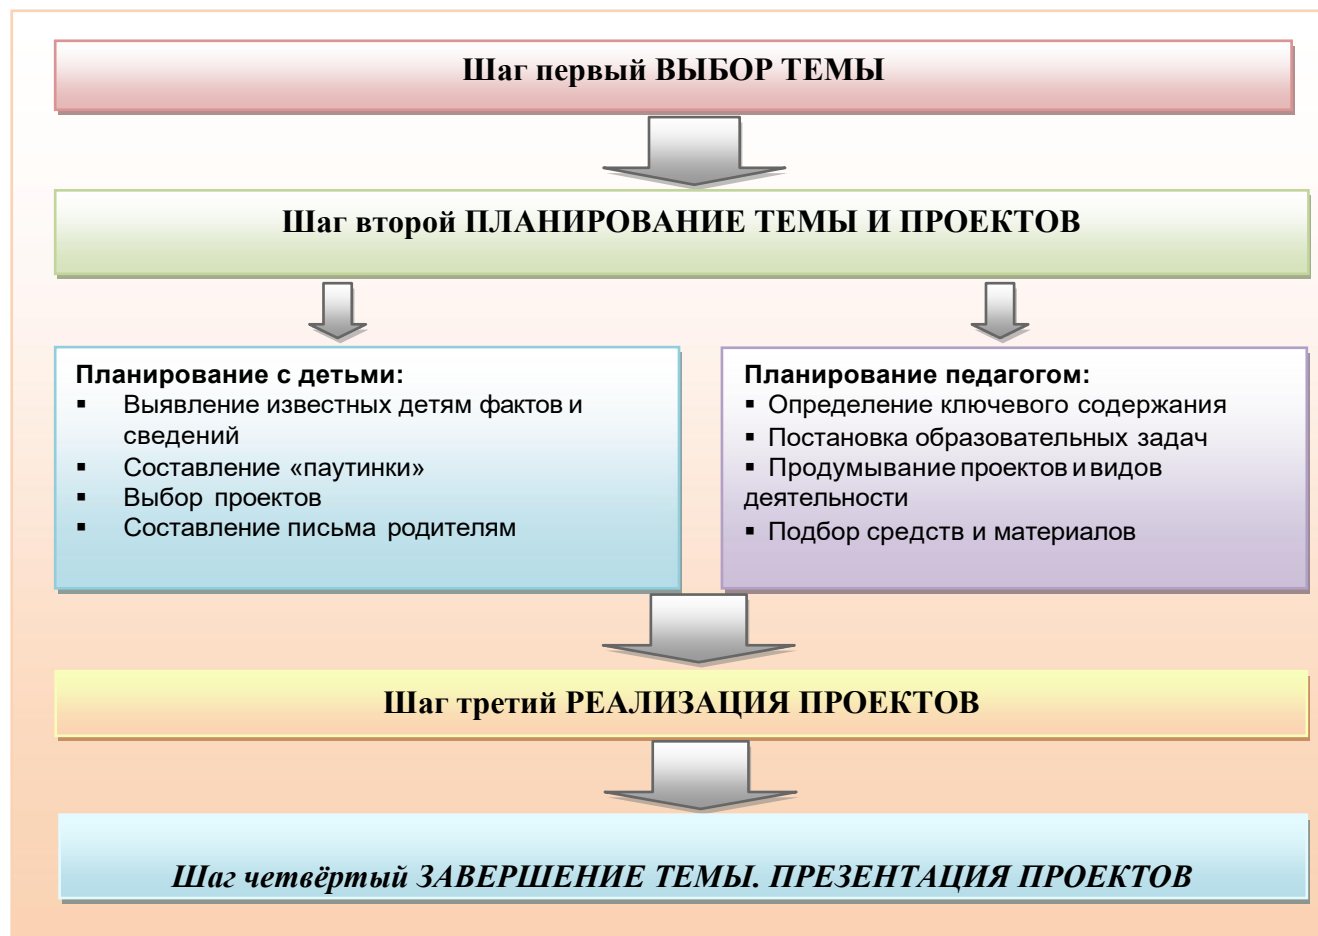 Шаг первый ВЫБОР ТЕМЫ
Шаг второй ПЛАНИРОВАНИЕ ТЕМЫ И ПРОЕКТОВ
Планирование с детьми:
▪ Выявление известных детям фактов и
сведений
▪ Составление «паутинки»
▪ Выбор проектов
▪ Составление письма родителям
Планирование педагогом:
▪ Определение ключевого содержания
▪ Постановка образовательных задач
▪ Продумывание проектов и видов
деятельности
▪ Подбор средств и материалов
Шаг третий РЕАЛИЗАЦИЯ ПРОЕКТОВ
Шаг четвёртый ЗАВЕРШЕНИЕ ТЕМЫ. ПРЕЗЕНТАЦИЯ ПРОЕКТОВ